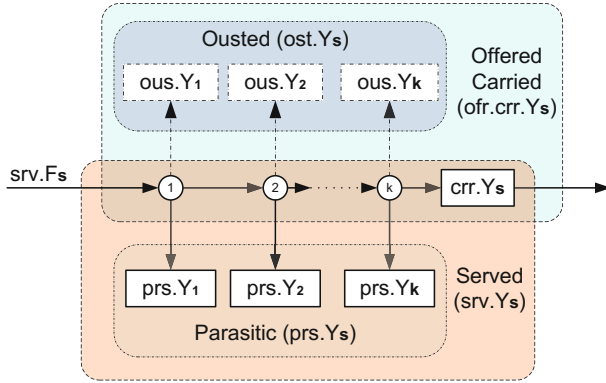 Ousted (ost.Ys)
Offered
Carried
(ofr.crr.Ys)
ous.Y1 ous.Y2 ous.Yk
srv.Fs
1 2 k crr.Ys
prs.Y1 prs.Y2 prs.Yk
Served
(srv.Ys)
Parasitic (prs.Ys)